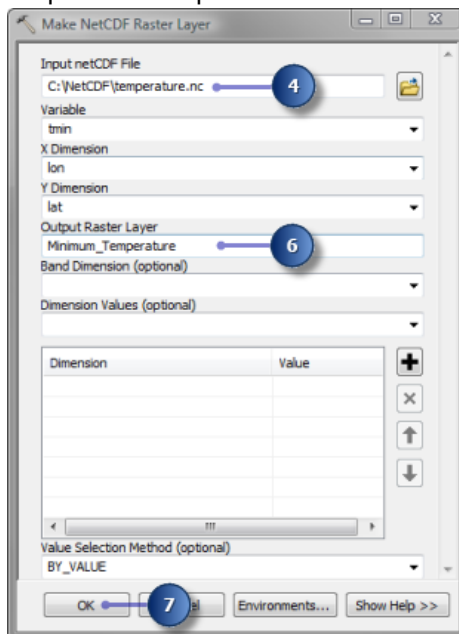 Make NetCDF Raster Layer
Input netCDF File
C:\NetCDF\temperature.nc
4
Variable
tmin
X Dimension
lon
Y Dimension
lat
Output Raster Layer
Minimum_Temperature
6
Band Dimension (optional)
Dimension Values (optional)
Dimension Value
Value Selection Method (optional)
BY_VALUE
OK 7 el Environments... Show Help >>